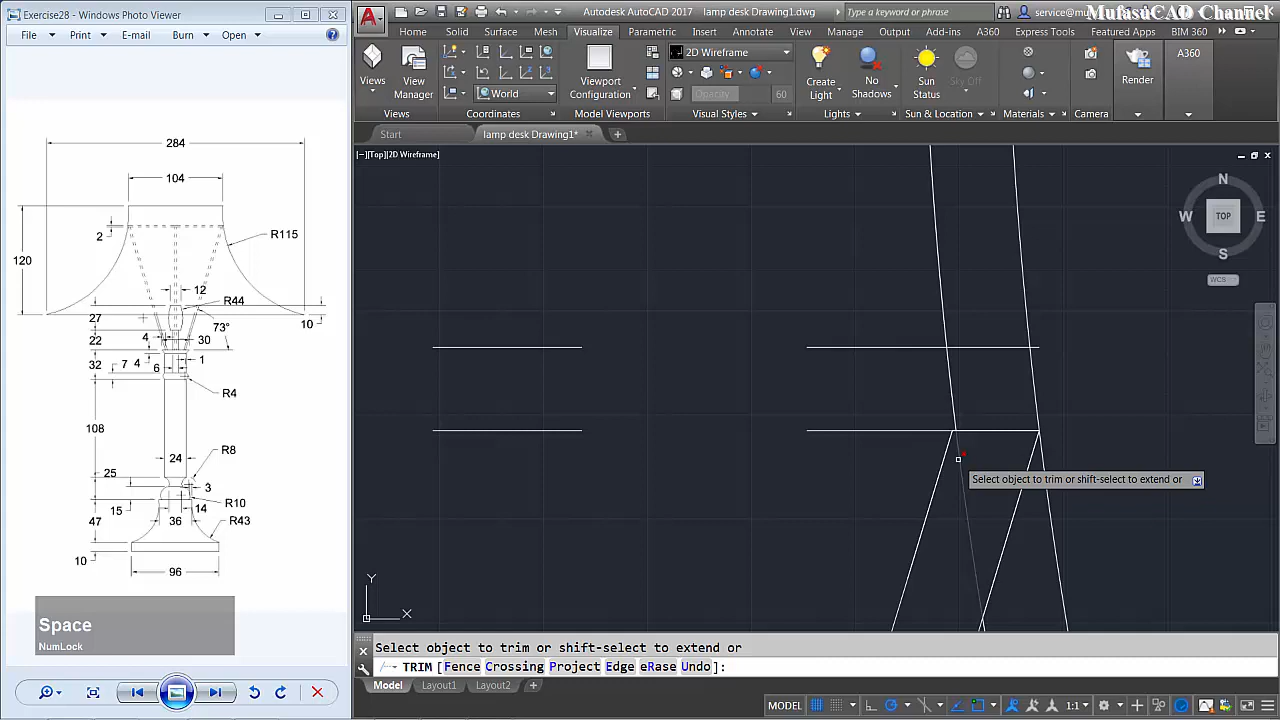 Exercise28 - Windows Photo Viewer
File Print E-mail Burn Open
284
104
2
R115
120
12
R44
27
10
73°
4
22
30
32
7
4
1
6
R4
108
R8
24
25
3
R10
15
14
47
36
R43
10
96
Space
NumLock
Autodesk AutoCAD 2017 lamp desk Drawing1.dwg
Type a keyword or phrase
MufasuCAD Channel
Home Solid Surface Mesh Visualize Parametric Insert Annotate View Manage Output Add-ins A360 Express Tools Featured Apps BIM 360
Views
View
Manager
Views
World
Coordinates
Viewport
Configuration
Model Viewports
2D Wireframe
Opacity 60
Visual Styles
Create
Light
No
Shadows
Lights
Sun
Status
Sky Off
Sun & Location
Materials
Camera
Render
A360
Start
lamp desk Drawing1*
[−][Top][2D Wireframe]
N
W TOP E
S
WCS
Select object to trim or shift-select to extend or
Y
X
Select object to trim or shift-select to extend or
TRIM [Fence Crossing Project Edge eRase Undo]:
Model Layout1 Layout2
MODEL
1:1